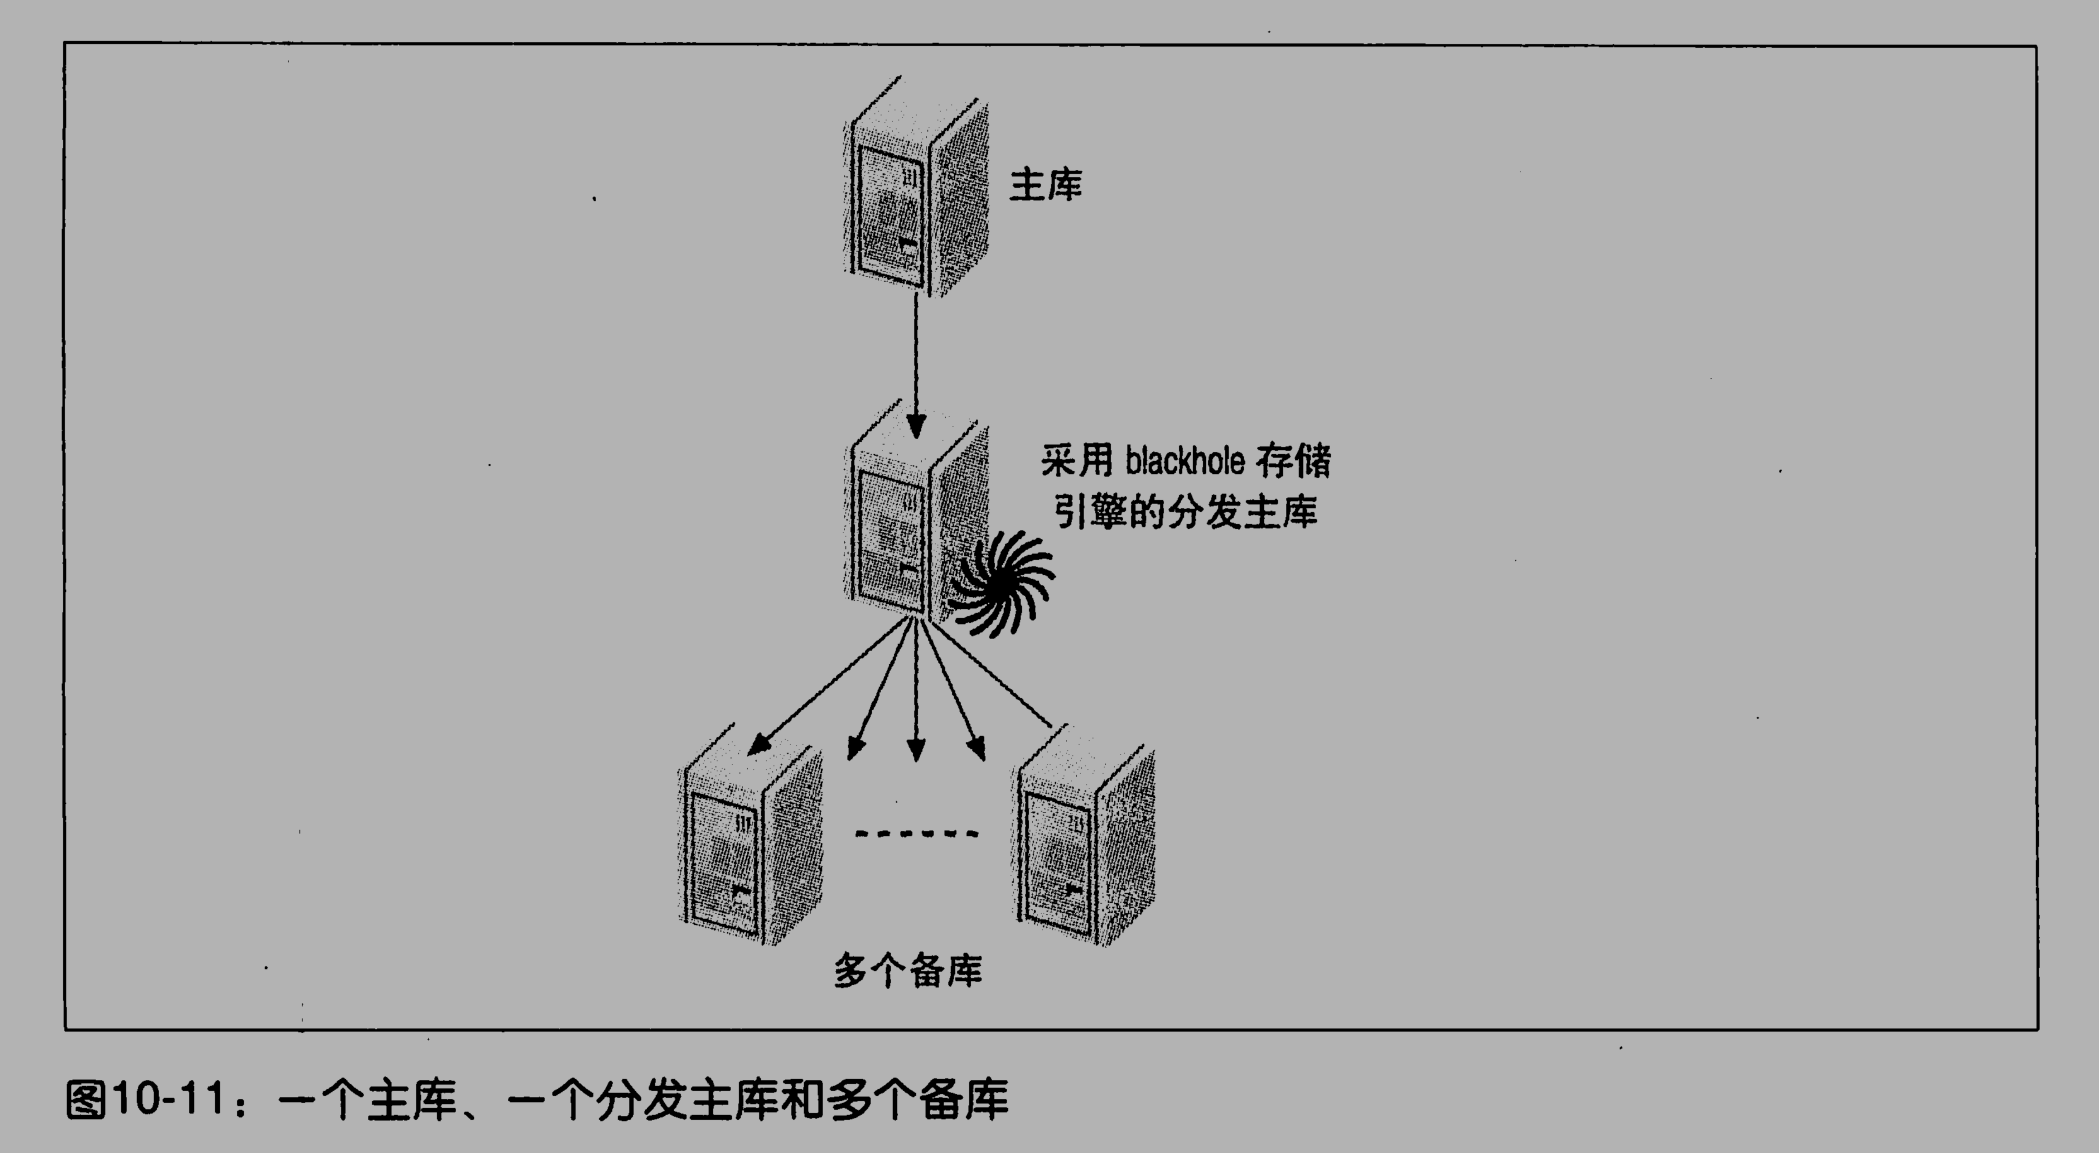 主库
采用 blackhole 存储
引擎的分发主库
多个备库
图10-11：一个主库、一个分发主库和多个备库